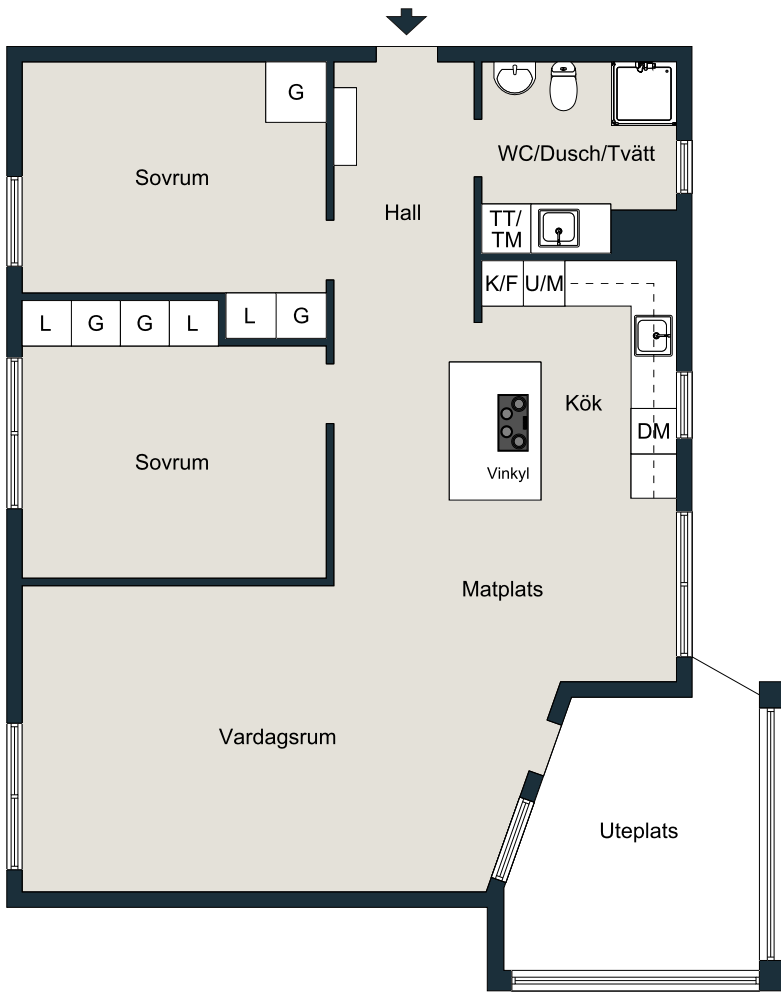 G
WC/Dusch/Tvätt
Sovrum
Hall
TT/
TM
K/F U/M
L G G L L G
Kök
DM
Sovrum
Vinkyl
Matplats
Vardagsrum
Uteplats